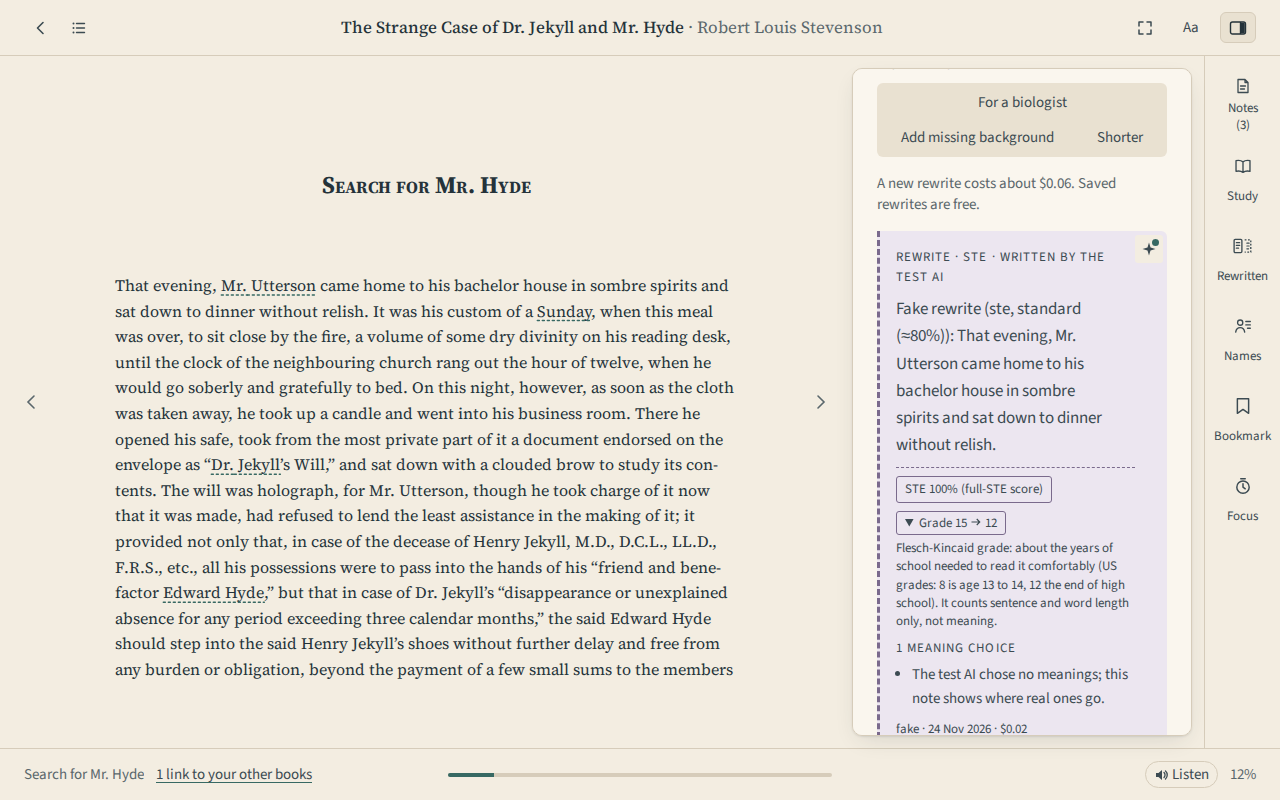 The Strange Case of Dr. Jekyll and Mr. Hyde · Robert Louis Stevenson
Aa
SEARCH FOR MR. HYDE
That evening, Mr. Utterson came home to his bachelor house in sombre spirits and
sat down to dinner without relish. It was his custom of a Sunday, when this meal
was over, to sit close by the fire, a volume of some dry divinity on his reading desk,
until the clock of the neighbouring church rang out the hour of twelve, when he
would go soberly and gratefully to bed. On this night, however, as soon as the cloth
was taken away, he took up a candle and went into his business room. There he
opened his safe, took from the most private part of it a document endorsed on the
envelope as “Dr. Jekyll’s Will,” and sat down with a clouded brow to study its con-
tents. The will was holograph, for Mr. Utterson, though he took charge of it now
that it was made, had refused to lend the least assistance in the making of it; it
provided not only that, in case of the decease of Henry Jekyll, M.D., D.C.L., LL.D.,
F.R.S., etc., all his possessions were to pass into the hands of his “friend and bene-
factor Edward Hyde,” but that in case of Dr. Jekyll’s “disappearance or unexplained
absence for any period exceeding three calendar months,” the said Edward Hyde
should step into the said Henry Jekyll’s shoes without further delay and free from
any burden or obligation, beyond the payment of a few small sums to the members
For a biologist
Add missing background
Shorter
A new rewrite costs about $0.06. Saved
rewrites are free.
REWRITE · STE · WRITTEN BY THE
TEST AI
Fake rewrite (ste, standard
(≈80%)): That evening, Mr.
Utterson came home to his
bachelor house in sombre
spirits and sat down to dinner
without relish.
STE 100% (full-STE score)
▼ Grade 15 → 12
Flesch-Kincaid grade: about the years of
school needed to read it comfortably (US
grades: 8 is age 13 to 14, 12 the end of high
school). It counts sentence and word length
only, not meaning.
1 MEANING CHOICE
• The test AI chose no meanings; this
note shows where real ones go.
fake · 24 Nov 2026 · $0.02
Notes
(3)
Study
Rewritten
Names
Bookmark
Focus
Search for Mr. Hyde
1 link to your other books
Listen
12%